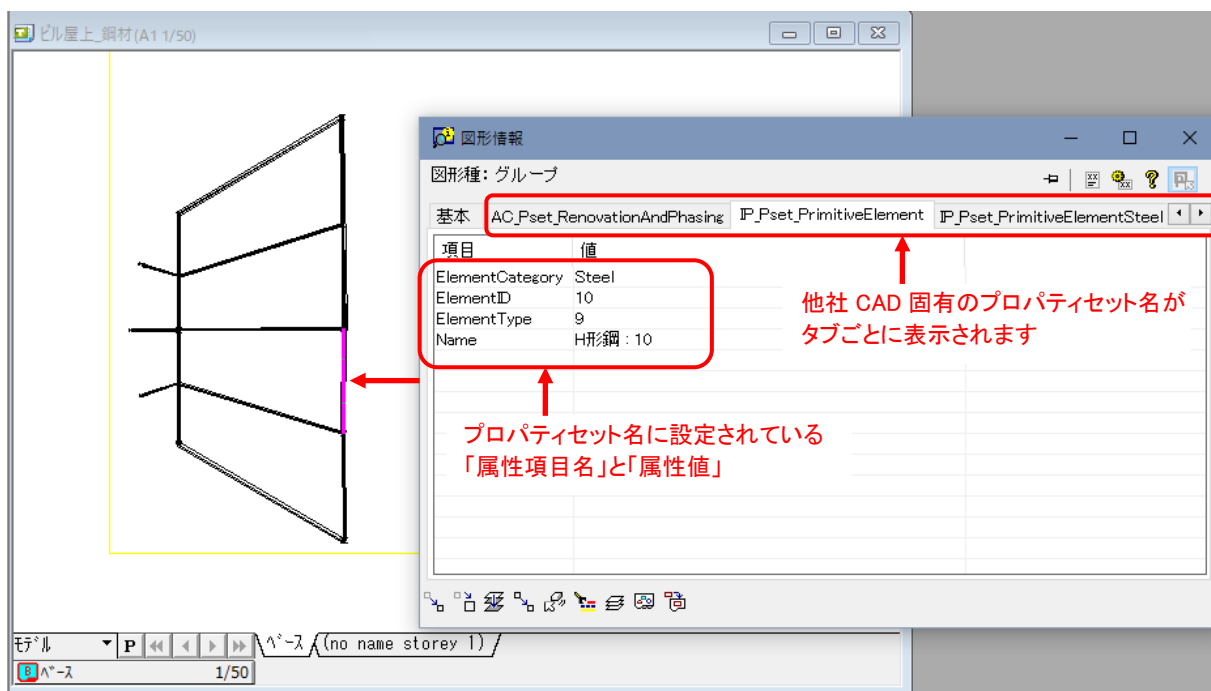 ビル屋上_鋼材(A1 1/50)
図形情報
図形種: グループ
基本 AC_Pset_RenovationAndPhasing IP_Pset_PrimitiveElement IP_Pset_PrimitiveElementSteel
項目 値
ElementCategory Steel
ElementID 10
ElementType 9
Name H形鋼:10
他社 CAD 固有のプロパティセット名が
タブごとに表示されます
プロパティセット名に設定されている
「属性項目名」と「属性値」
モデル P ベース (no name storey 1)
B ベース 1/50